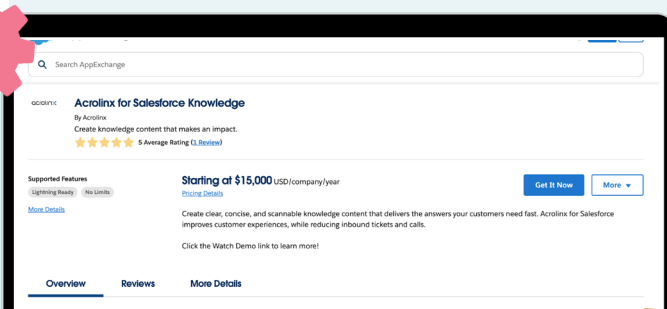 Search AppExchange
acrolinx
Acrolinx for Salesforce Knowledge
By Acrolinx
Create knowledge content that makes an impact.
5 Average Rating (1 Review)
Supported Features
Lightning Ready No Limits
More Details
Starting at $15,000 USD/company/year
Pricing Details
Get It Now
More
Create clear, concise, and scannable knowledge content that delivers the answers your customers need fast. Acrolinx for Salesforce
improves customer experiences, while reducing inbound tickets and calls.
Click the Watch Demo link to learn more!
Overview Reviews More Details